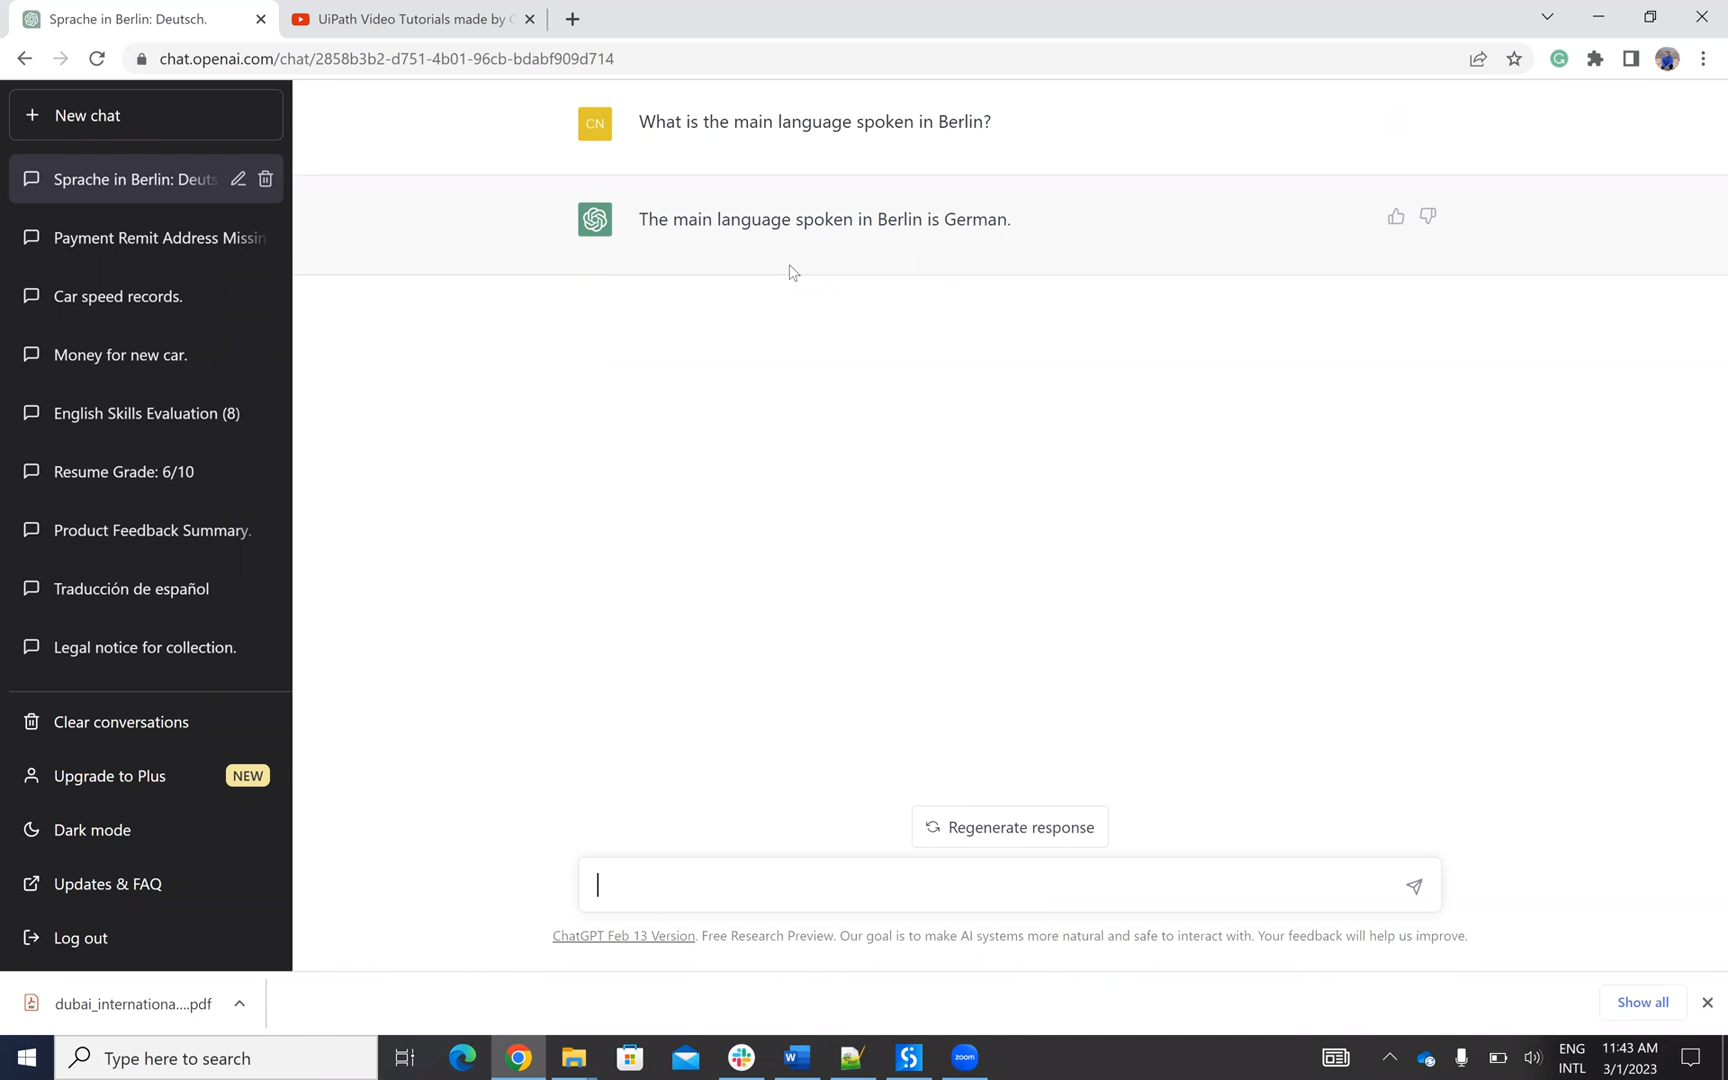 Sprache in Berlin: Deutsch.
UiPath Video Tutorials made by
chat.openai.com/chat/2858b3b2-d751-4b01-96cb-bdabf909d714
New chat
Sprache in Berlin: Deuts
Payment Remit Address Missin
Car speed records.
Money for new car.
English Skills Evaluation (8)
Resume Grade: 6/10
Product Feedback Summary.
Traducción de español
Legal notice for collection.
Clear conversations
Upgrade to Plus NEW
Dark mode
Updates & FAQ
Log out
CN What is the main language spoken in Berlin?
The main language spoken in Berlin is German.
Regenerate response
ChatGPT Feb 13 Version. Free Research Preview. Our goal is to make AI systems more natural and safe to interact with. Your feedback will help us improve.
dubai_internationa....pdf
Show all
Type here to search
zoom
ENG
INTL
11:43 AM
3/1/2023